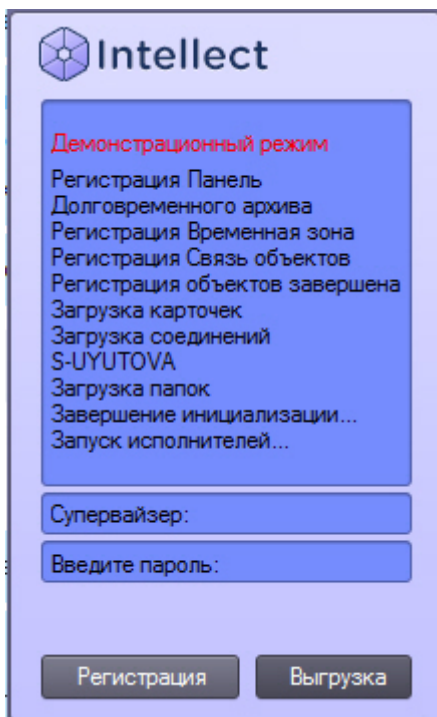 Intellect
Демонстрационный режим
Регистрация Панель
Долговременного архива
Регистрация Временная зона
Регистрация Связь объектов
Регистрация объектов завершена
Загрузка карточек
Загрузка соединений
S-UYUTOVA
Загрузка папок
Завершение инициализации...
Запуск исполнителей...
Супервайзер:
Введите пароль:
Регистрация Выгрузка